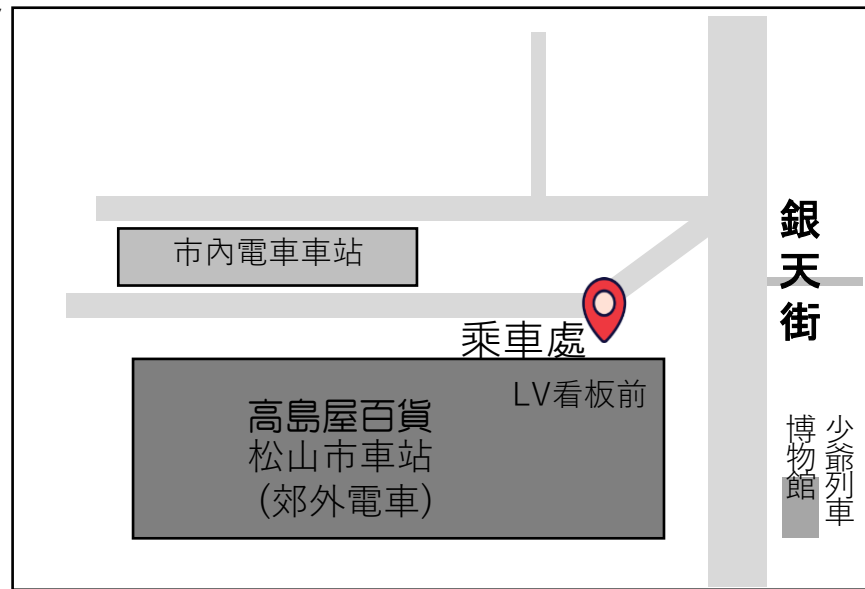 市內電車車站
銀天街
乘車處
LV看板前
高島屋百貨
松山市車站
(郊外電車)
少爺列車
博物館